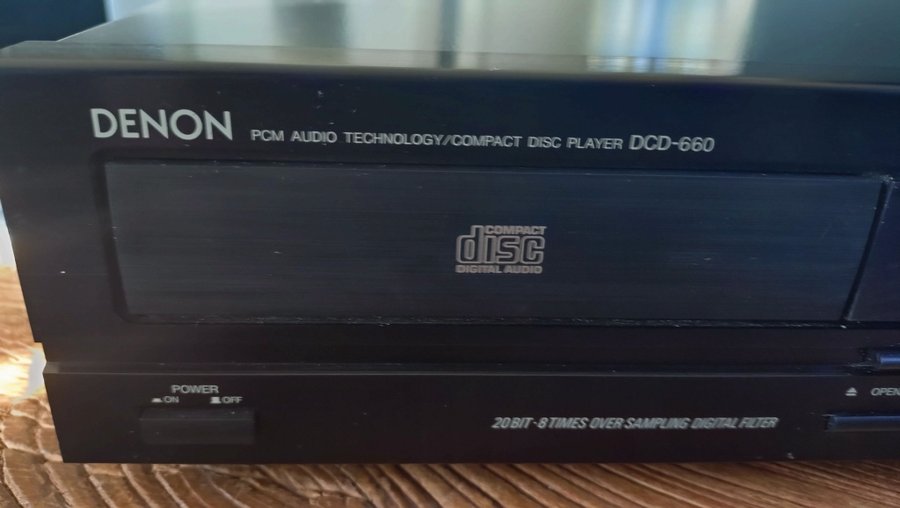 DENON PCM AUDIO TECHNOLOGY/COMPACT DISC PLAYER DCD-660
COMPACT
disc
DIGITAL AUDIO
POWER
ON OFF
20 BIT · 8 TIMES OVER SAMPLING DIGITAL FILTER
OPEN